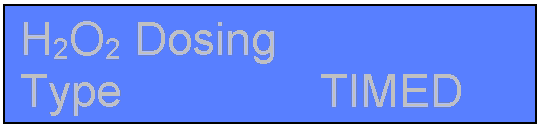 H₂O₂ Dosing
Type TIMED